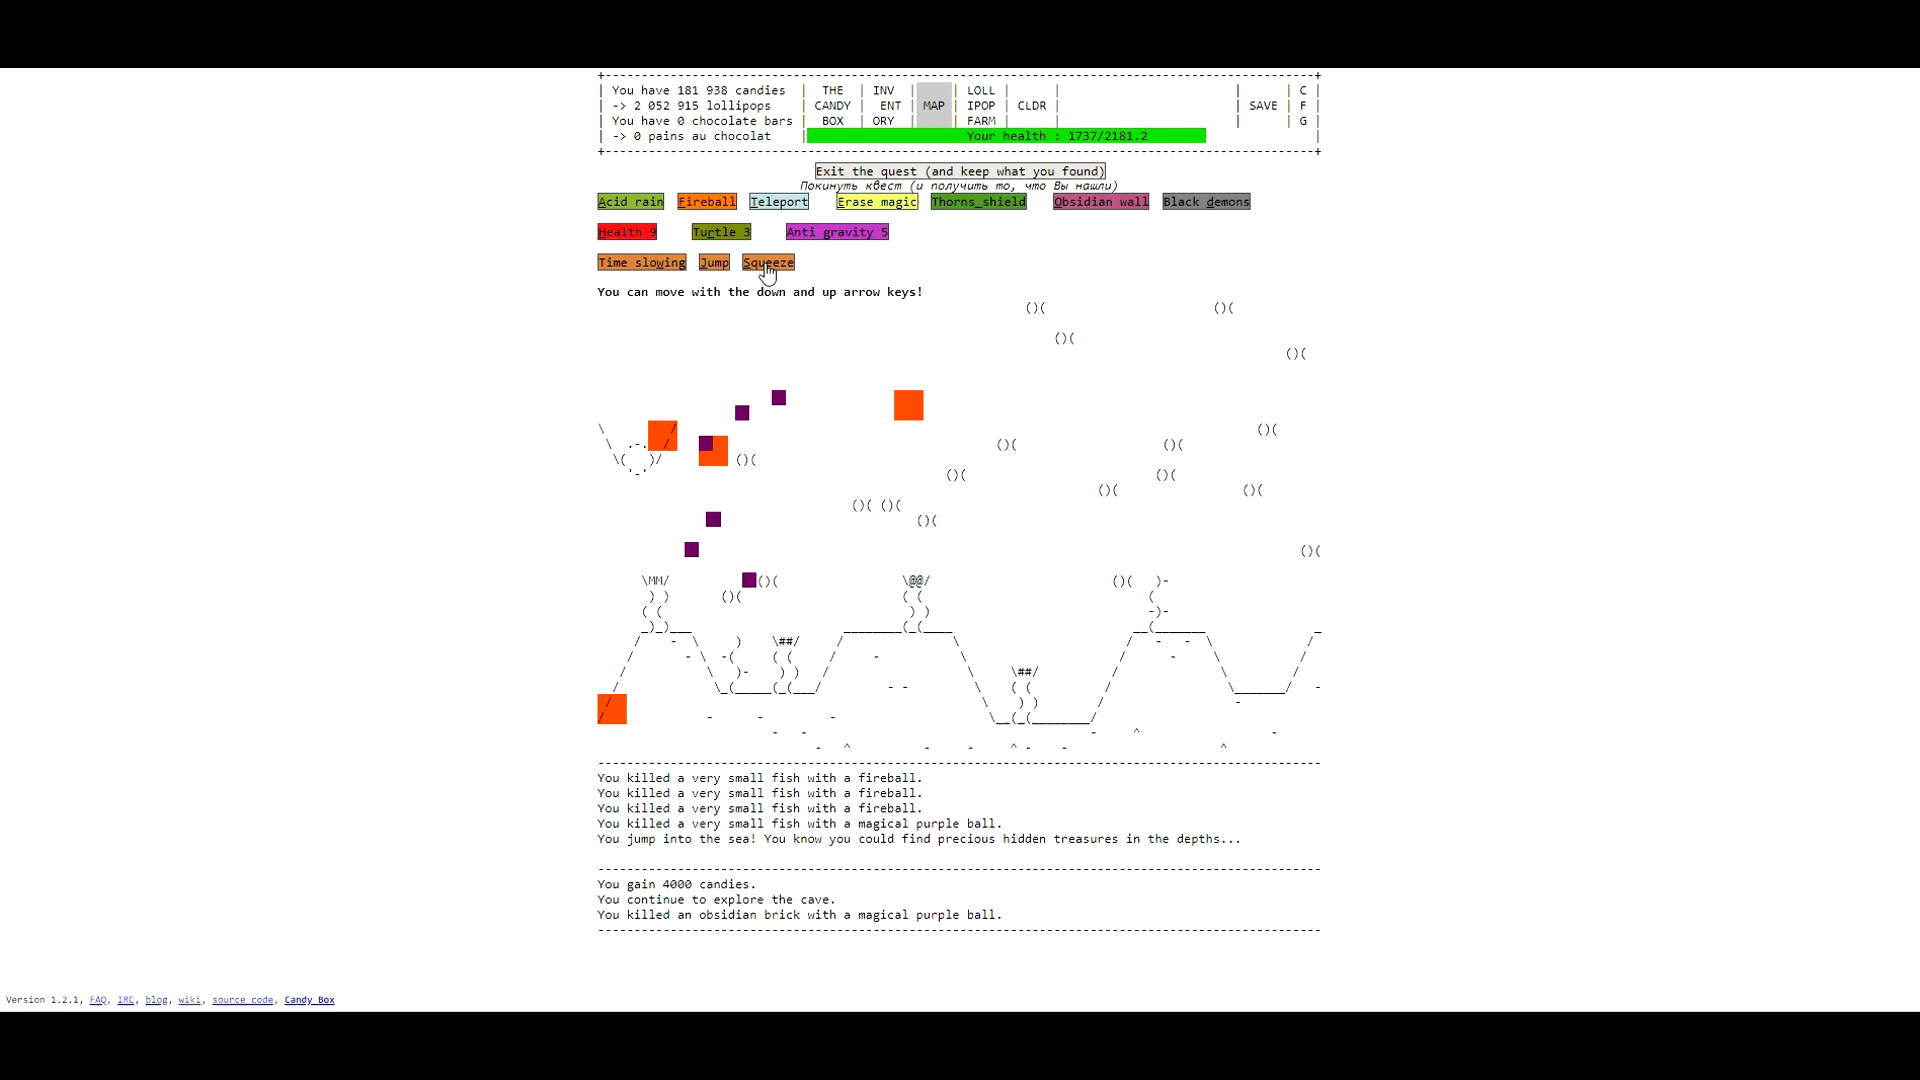 You have 181 938 candies | THE | INV | | LOLL | | | | C
-> 2 052 915 lollipops | CANDY | ENT | MAP | IPOP | CLDR | | SAVE | F
You have 0 chocolate bars | BOX | ORY | | FARM | | | | G
-> 0 pains au chocolat | Your health : 1737/2181.2
Exit the quest (and keep what you found)
Покинуть квест (и получить то, что Вы нашли)
Acid rain Fireball Teleport Erase magic Thorns_shield Obsidian wall Black demons
Health 9 Turtle 3 Anti gravity 5
Time slowing Jump Squeeze
You can move with the down and up arrow keys!
You killed a very small fish with a fireball.
You killed a very small fish with a fireball.
You killed a very small fish with a fireball.
You killed a very small fish with a magical purple ball.
You jump into the sea! You know you could find precious hidden treasures in the depths...
You gain 4000 candies.
You continue to explore the cave.
You killed an obsidian brick with a magical purple ball.
Version 1.2.1, FAQ, IRC, blog, wiki, source code, Candy Box